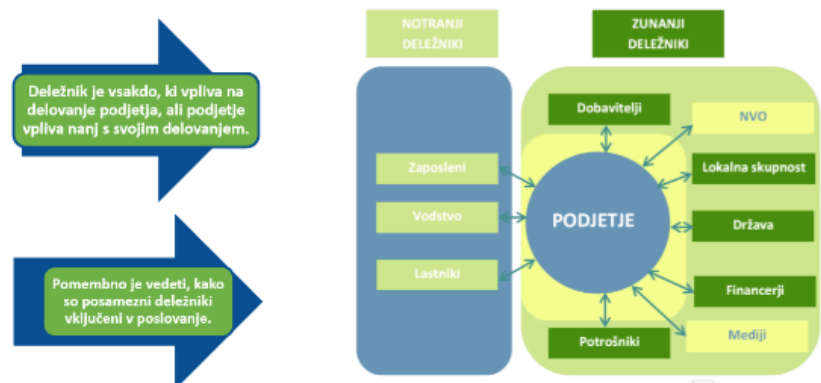 Deležnik je vsakdo, ki vpliva na
delovanje podjetja, ali podjetje
vpliva nanj s svojim delovanjem.
Pomembno je vedeti, kako
so posamezni deležniki
vključeni v poslovanje.
NOTRANJI
DELEŽNIKI
ZUNANJI
DELEŽNIKI
Zaposleni
Vodstvo
Lastniki
PODJETJE
Dobavitelji
NVO
Lokalna skupnost
Država
Financerji
Mediji
Potrošniki